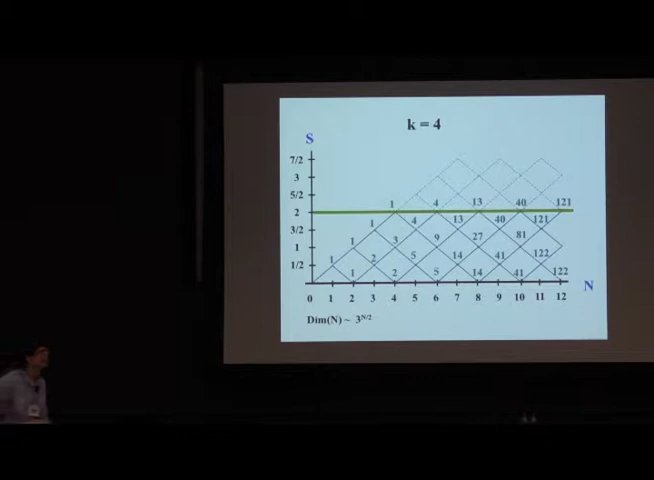 k = 4
S
7/2
3
5/2
1 4 13 40 121
2
1 4 13 40 121
3/2
1 3 9 27 81
1
1 2 5 14 41 122
1/2
1 2 5 14 41 122
N
0 1 2 3 4 5 6 7 8 9 10 11 12
Dim(N) ~ 3^{N/2}